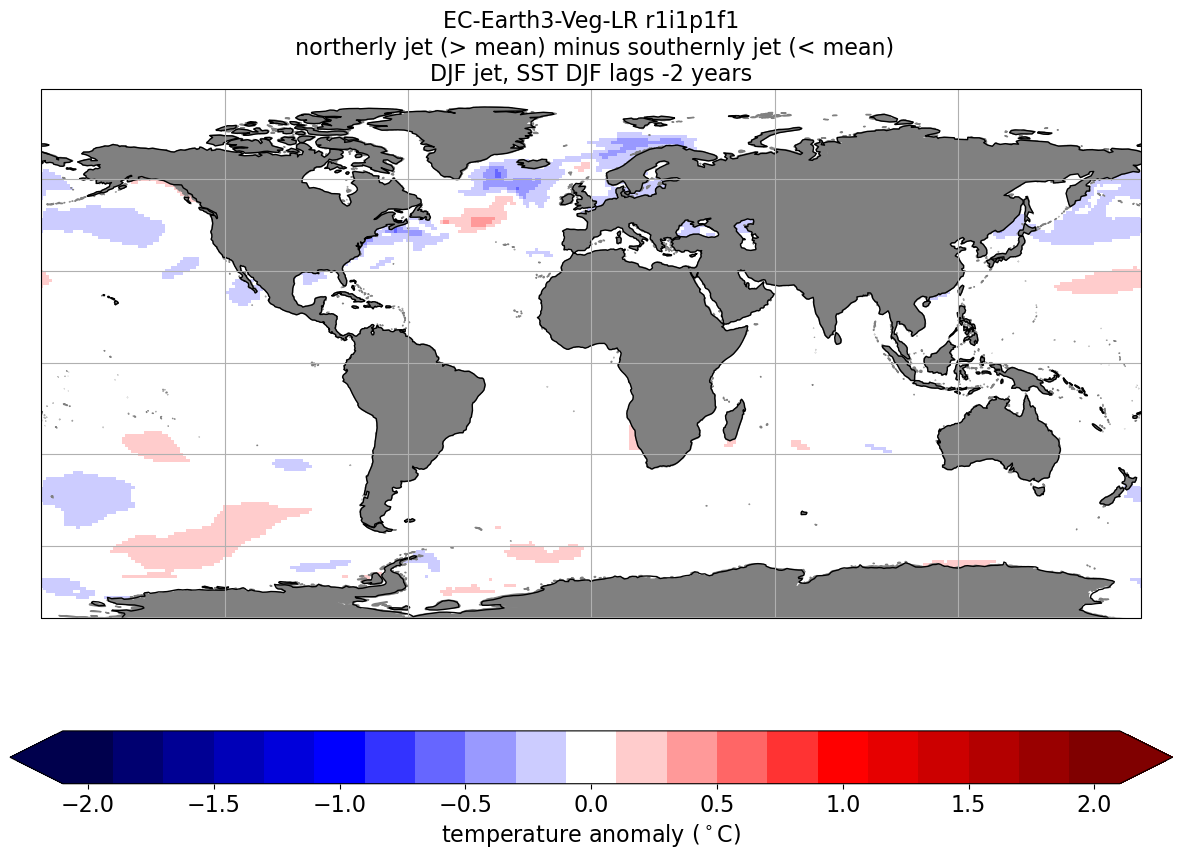 EC-Earth3-Veg-LR r1i1p1f1
northerly jet (> mean) minus southernly jet (< mean)
DJF jet, SST DJF lags -2 years
−2.0 −1.5 −1.0 −0.5 0.0 0.5 1.0 1.5 2.0
temperature anomaly (°C)